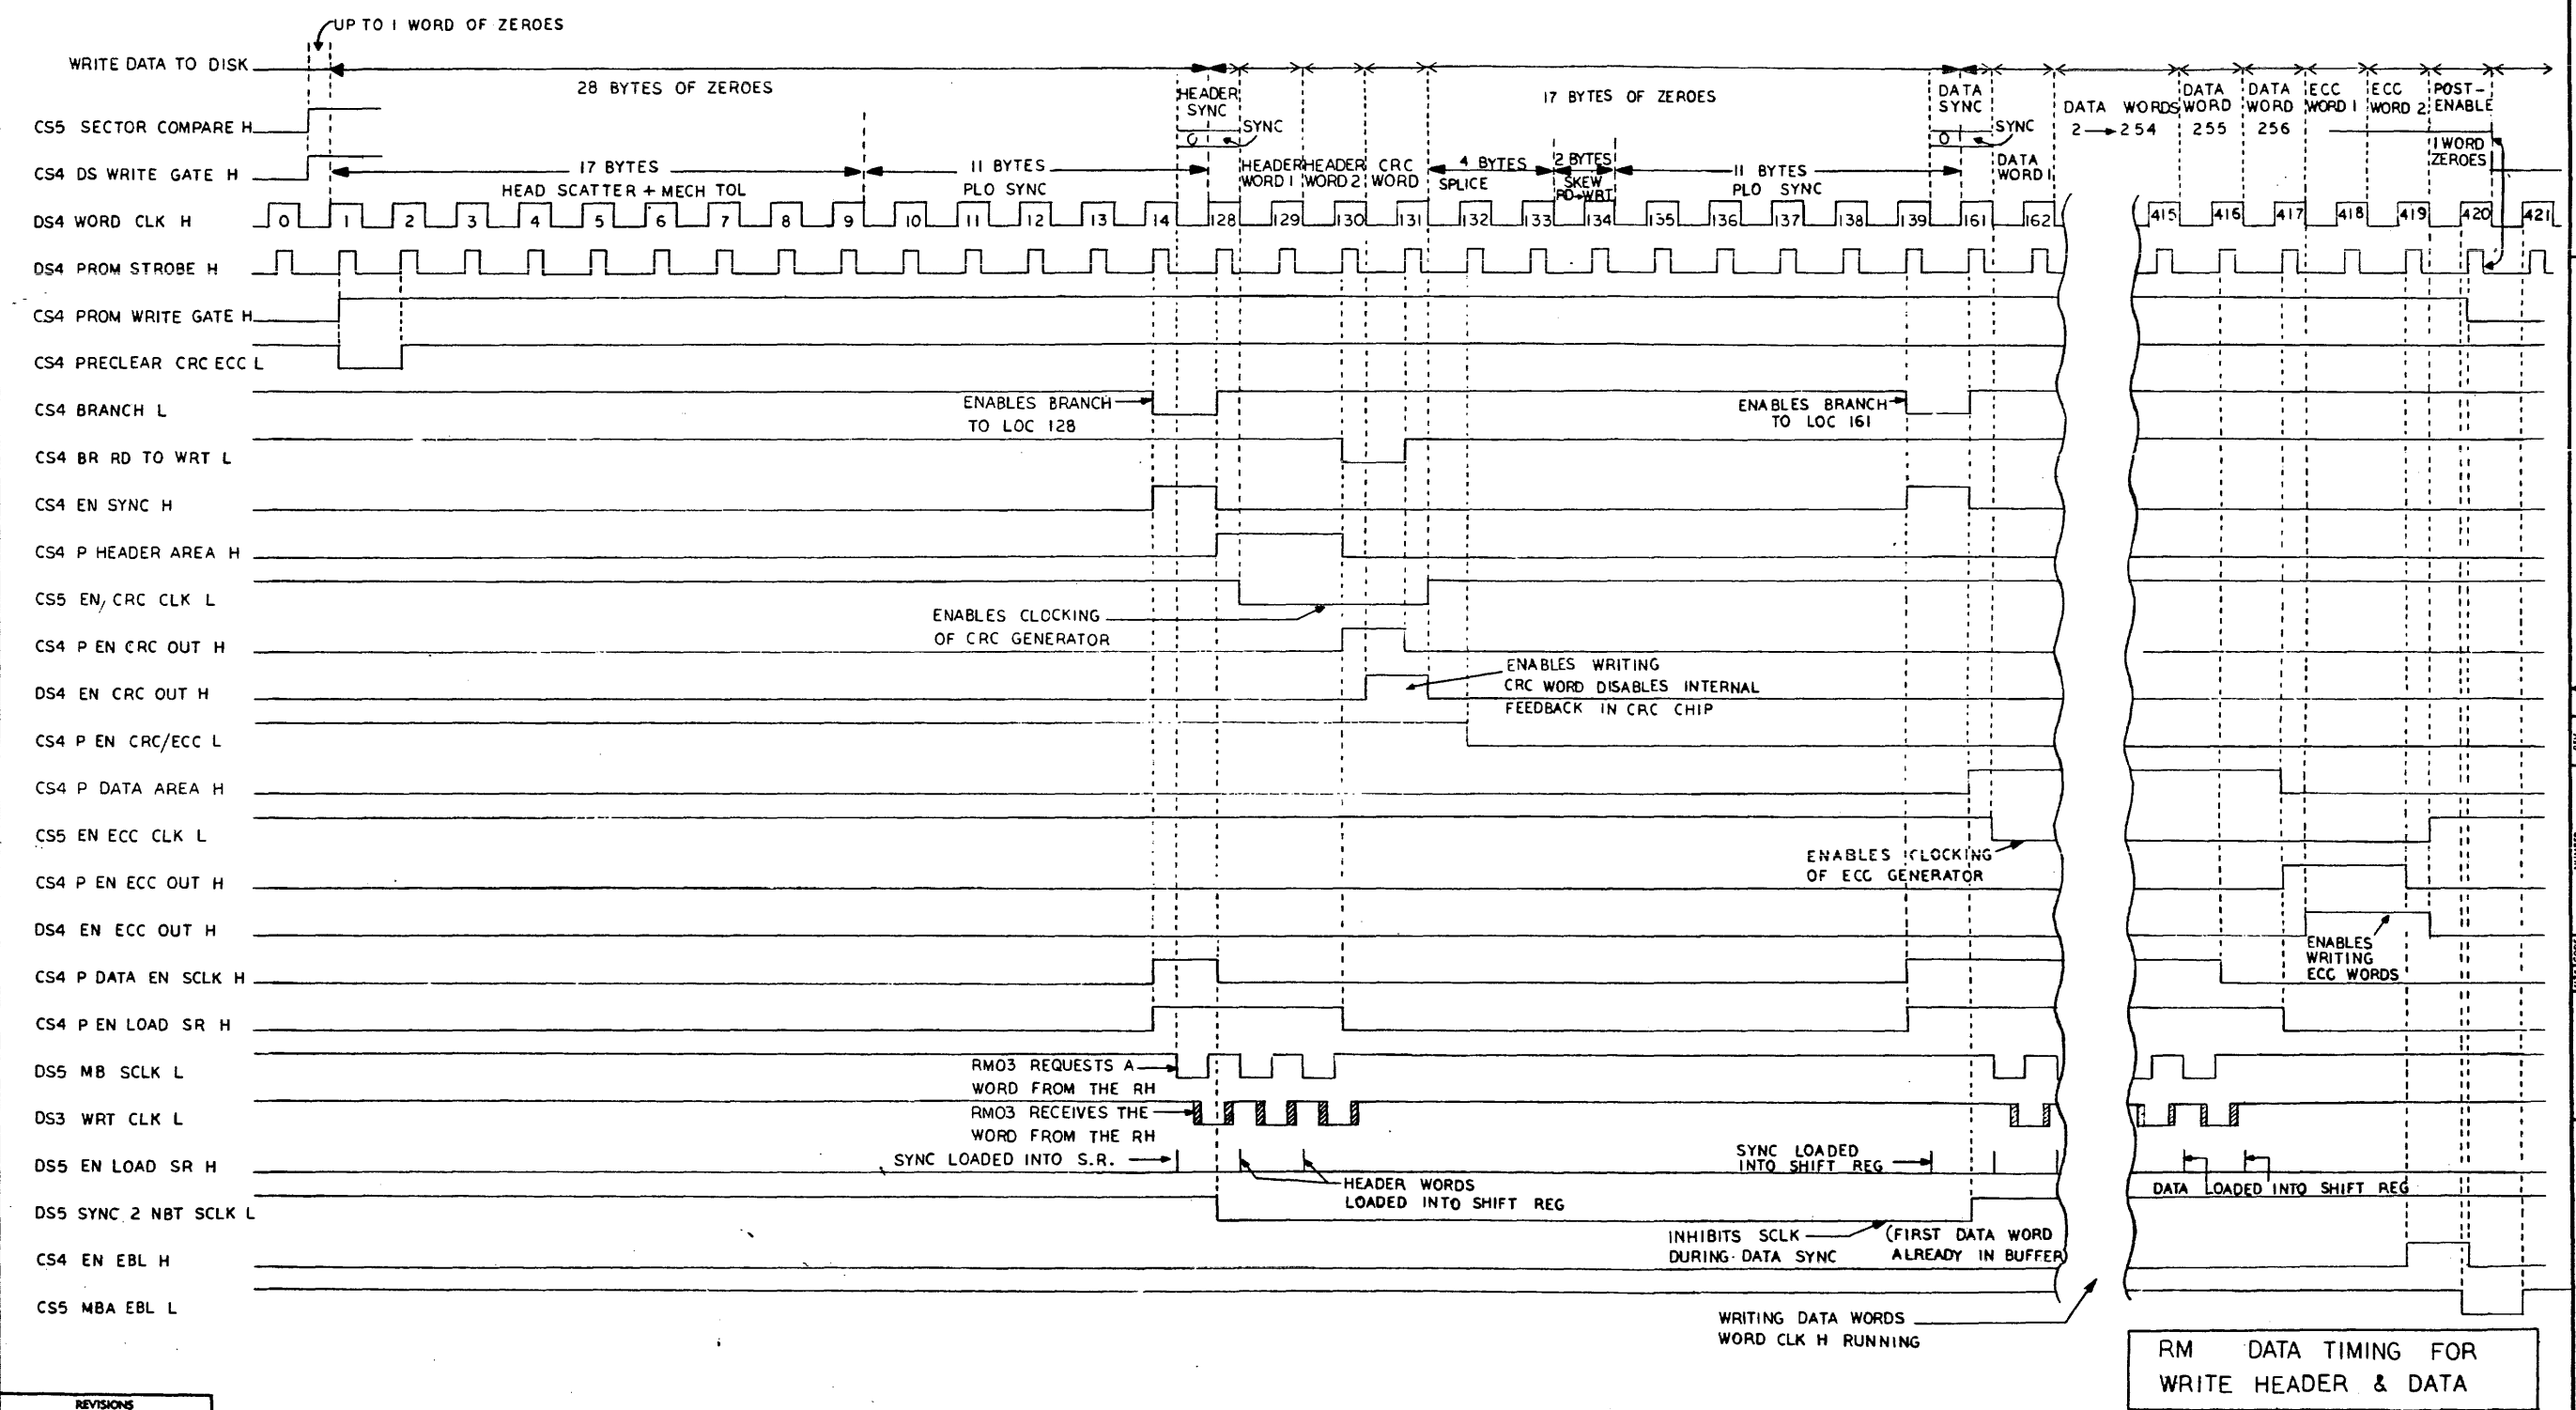 UP TO 1 WORD OF ZEROES
WRITE DATA TO DISK
28 BYTES OF ZEROES
HEADER SYNC
17 BYTES OF ZEROES
DATA SYNC
DATA WORDS 2→254
DATA WORD 255
DATA WORD 256
ECC WORD 1
ECC WORD 2
POST-ENABLE
CS5 SECTOR COMPARE H
0
SYNC
0
SYNC
CS4 DS WRITE GATE H
17 BYTES
HEAD SCATTER + MECH TOL
11 BYTES
PLO SYNC
HEADER WORD 1
HEADER WORD 2
CRC WORD
4 BYTES
SPLICE
2 BYTES
SKEW
RD→WRT
11 BYTES
PLO SYNC
DATA WORD 1
1 WORD ZEROES
DS4 WORD CLK H
0 1 2 3 4 5 6 7 8 9 10 11 12 13 14 128 129 130 131 132 133 134 135 136 137 138 139 161 162 415 416 417 418 419 420 421
DS4 PROM STROBE H
CS4 PROM WRITE GATE H
CS4 PRECLEAR CRC ECC L
CS4 BRANCH L
ENABLES BRANCH
TO LOC 128
ENABLES BRANCH
TO LOC 161
CS4 BR RD TO WRT L
CS4 EN SYNC H
CS4 P HEADER AREA H
CS5 EN, CRC CLK L
ENABLES CLOCKING
OF CRC GENERATOR
CS4 P EN CRC OUT H
DS4 EN CRC OUT H
ENABLES WRITING
CRC WORD DISABLES INTERNAL
FEEDBACK IN CRC CHIP
CS4 P EN CRC/ECC L
CS4 P DATA AREA H
CS5 EN ECC CLK L
ENABLES CLOCKING
OF ECC GENERATOR
CS4 P EN ECC OUT H
DS4 EN ECC OUT H
ENABLES
WRITING
ECC WORDS
CS4 P DATA EN SCLK H
CS4 P EN LOAD SR H
DS5 MB SCLK L
RM03 REQUESTS A
WORD FROM THE RH
DS3 WRT CLK L
RM03 RECEIVES THE
WORD FROM THE RH
DS5 EN LOAD SR H
SYNC LOADED INTO S.R.
HEADER WORDS
LOADED INTO SHIFT REG
SYNC LOADED
INTO SHIFT REG
DATA LOADED INTO SHIFT REG
DS5 SYNC 2 NBT SCLK L
INHIBITS SCLK
DURING DATA SYNC
(FIRST DATA WORD
ALREADY IN BUFFER)
CS4 EN EBL H
CS5 MBA EBL L
WRITING DATA WORDS
WORD CLK H RUNNING
RM DATA TIMING FOR
WRITE HEADER & DATA
REVISIONS